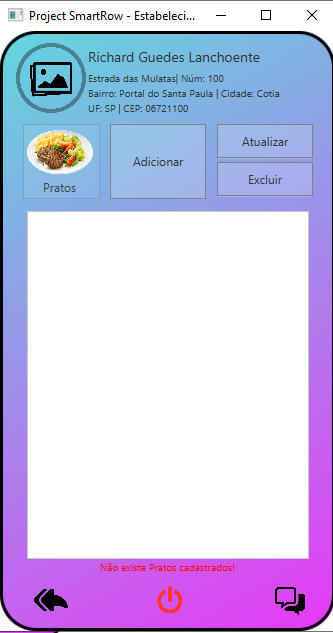 Project SmartRow - Estabeleci...
Richard Guedes Lanchoente
Estrada das Mulatas| Núm: 100
Bairro: Portal do Santa Paula | Cidade: Cotia
UF: SP | CEP: 06721100
Pratos
Adicionar
Atualizar
Excluir
Não existe Pratos cadastrados!